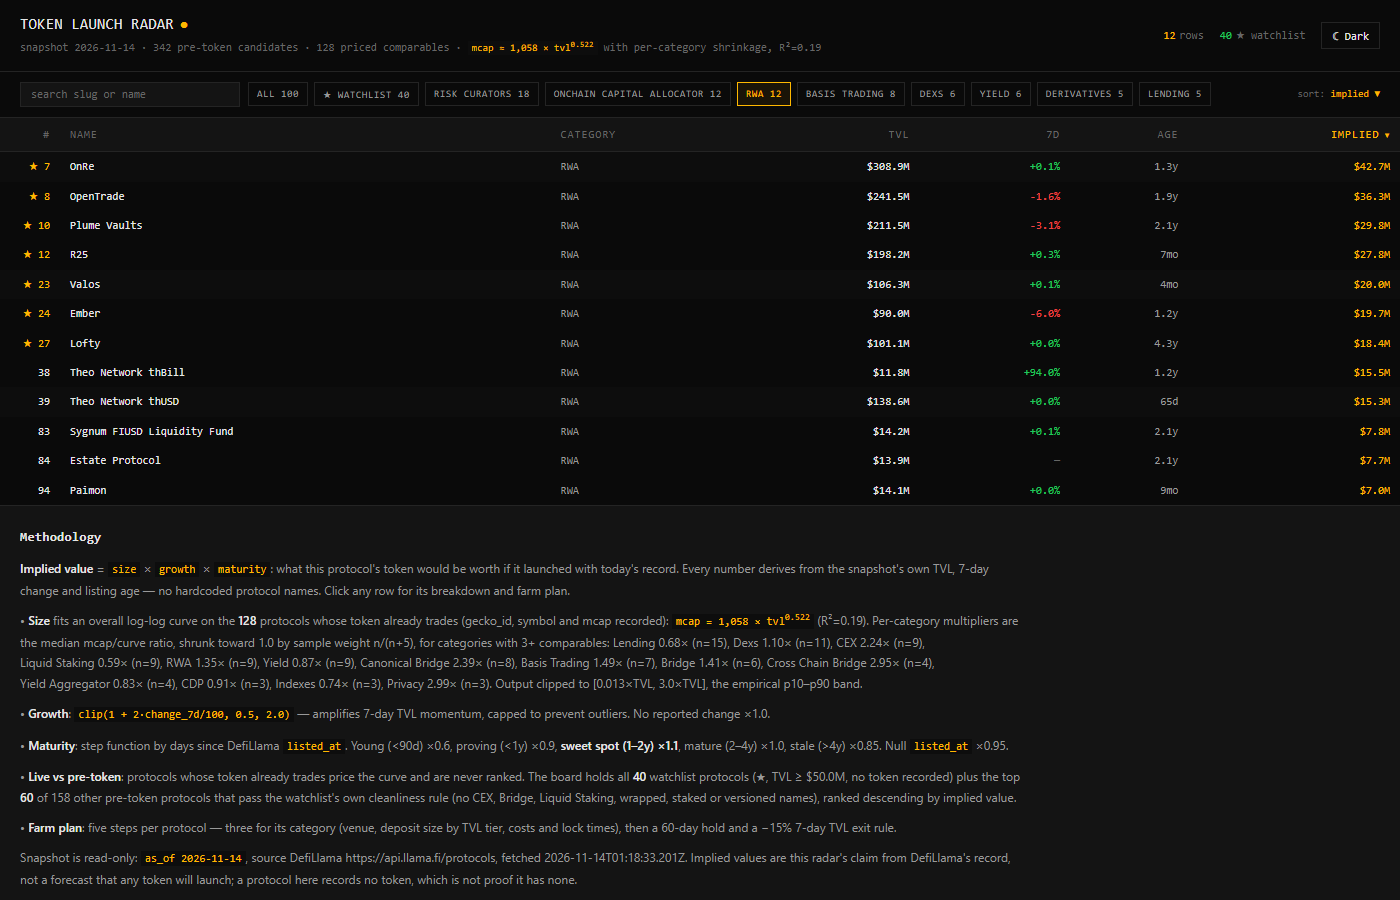 TOKEN LAUNCH RADAR
snapshot 2026-11-14 · 342 pre-token candidates · 128 priced comparables · mcap = 1,058 × tvl^0.522 with per-category shrinkage, R²=0.19
12 rows 40 ★ watchlist
☾ Dark
search slug or name
ALL 100
★ WATCHLIST 40
RISK CURATORS 18
ONCHAIN CAPITAL ALLOCATOR 12
RWA 12
BASIS TRADING 8
DEXS 6
YIELD 6
DERIVATIVES 5
LENDING 5
sort: implied ▼
# NAME CATEGORY TVL 7D AGE IMPLIED ▼
★ 7 OnRe RWA $308.9M +0.1% 1.3y $42.7M
★ 8 OpenTrade RWA $241.5M -1.6% 1.9y $36.3M
★ 10 Plume Vaults RWA $211.5M -3.1% 2.1y $29.8M
★ 12 R25 RWA $198.2M +0.3% 7mo $27.8M
★ 23 Valos RWA $106.3M +0.1% 4mo $20.0M
★ 24 Ember RWA $90.0M -6.0% 1.2y $19.7M
★ 27 Lofty RWA $101.1M +0.0% 4.3y $18.4M
38 Theo Network thBill RWA $11.8M +94.0% 1.2y $15.5M
39 Theo Network thUSD RWA $138.6M +0.0% 65d $15.3M
83 Sygnum FIUSD Liquidity Fund RWA $14.2M +0.1% 2.1y $7.8M
84 Estate Protocol RWA $13.9M — 2.1y $7.7M
94 Paimon RWA $14.1M +0.0% 9mo $7.0M
Methodology
Implied value = size × growth × maturity: what this protocol's token would be worth if it launched with today's record. Every number derives from the snapshot's own TVL, 7-day
change and listing age — no hardcoded protocol names. Click any row for its breakdown and farm plan.
• Size fits an overall log-log curve on the 128 protocols whose token already trades (gecko_id, symbol and mcap recorded): mcap = 1,058 × tvl^0.522 (R²=0.19). Per-category multipliers are
the median mcap/curve ratio, shrunk toward 1.0 by sample weight n/(n+5), for categories with 3+ comparables: Lending 0.68× (n=15), Dexs 1.10× (n=11), CEX 2.24× (n=9),
Liquid Staking 0.59× (n=9), RWA 1.35× (n=9), Yield 0.87× (n=9), Canonical Bridge 2.39× (n=8), Basis Trading 1.49× (n=7), Bridge 1.41× (n=6), Cross Chain Bridge 2.95× (n=4),
Yield Aggregator 0.83× (n=4), CDP 0.91× (n=3), Indexes 0.74× (n=3), Privacy 2.99× (n=3). Output clipped to [0.013×TVL, 3.0×TVL], the empirical p10–p90 band.
• Growth: clip(1 + 2·change_7d/100, 0.5, 2.0) — amplifies 7-day TVL momentum, capped to prevent outliers. No reported change ×1.0.
• Maturity: step function by days since DefiLlama listed_at. Young (<90d) ×0.6, proving (<1y) ×0.9, sweet spot (1–2y) ×1.1, mature (2–4y) ×1.0, stale (>4y) ×0.85. Null listed_at ×0.95.
• Live vs pre-token: protocols whose token already trades price the curve and are never ranked. The board holds all 40 watchlist protocols (★, TVL ≥ $50.0M, no token recorded) plus the top
60 of 158 other pre-token protocols that pass the watchlist's own cleanliness rule (no CEX, Bridge, Liquid Staking, wrapped, staked or versioned names), ranked descending by implied value.
• Farm plan: five steps per protocol — three for its category (venue, deposit size by TVL tier, costs and lock times), then a 60-day hold and a −15% 7-day TVL exit rule.
Snapshot is read-only: as_of 2026-11-14, source DefiLlama https://api.llama.fi/protocols, fetched 2026-11-14T01:18:33.201Z. Implied values are this radar's claim from DefiLlama's record,
not a forecast that any token will launch; a protocol here records no token, which is not proof it has none.